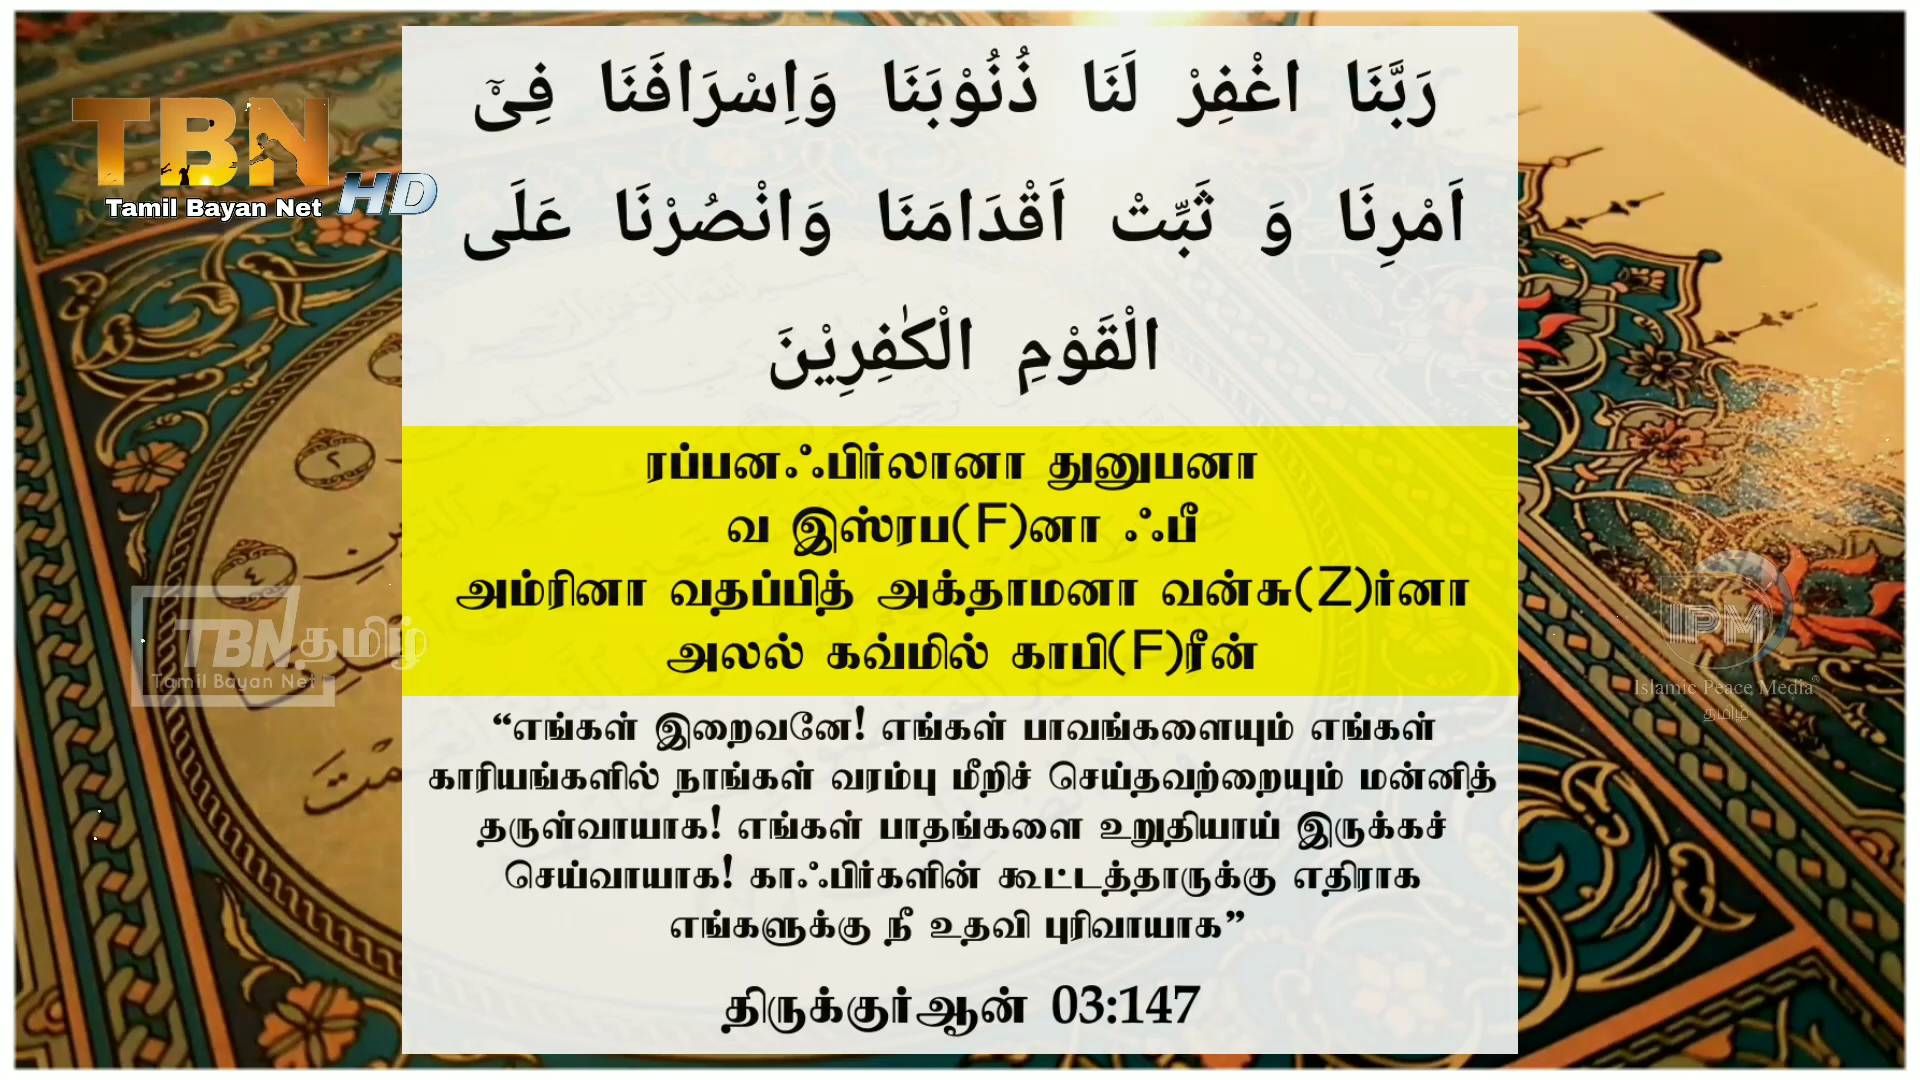 رَبَّنَا اغْفِرْ لَنَا ذُنُوْبَنَا وَاِسْرَافَنَا فِىْۤ
اَمْرِنَا وَ ثَبِّتْ اَقْدَامَنَا وَانْصُرْنَا عَلَى
الْقَوْمِ الْكٰفِرِيْنَ
TBN HD
Tamil Bayan Net
ரப்பனஃபிர்லானா துனுபனா
வ இஸ்ரப(F)னா ஃபீ
அம்ரினா வதப்பித் அக்தாமனா வன்சு(Z)ர்னா
அலல் கவ்மில் காபி(F)ரீன்
TBN தமிழ்
Tamil Bayan Net
IPM
Islamic Peace Media®
தமிழ்
“எங்கள் இறைவனே! எங்கள் பாவங்களையும் எங்கள்
காரியங்களில் நாங்கள் வரம்பு மீறிச் செய்தவற்றையும் மன்னித்
தருள்வாயாக! எங்கள் பாதங்களை உறுதியாய் இருக்கச்
செய்வாயாக! காஃபிர்களின் கூட்டத்தாருக்கு எதிராக
எங்களுக்கு நீ உதவி புரிவாயாக”
திருக்குர்ஆன் 03:147